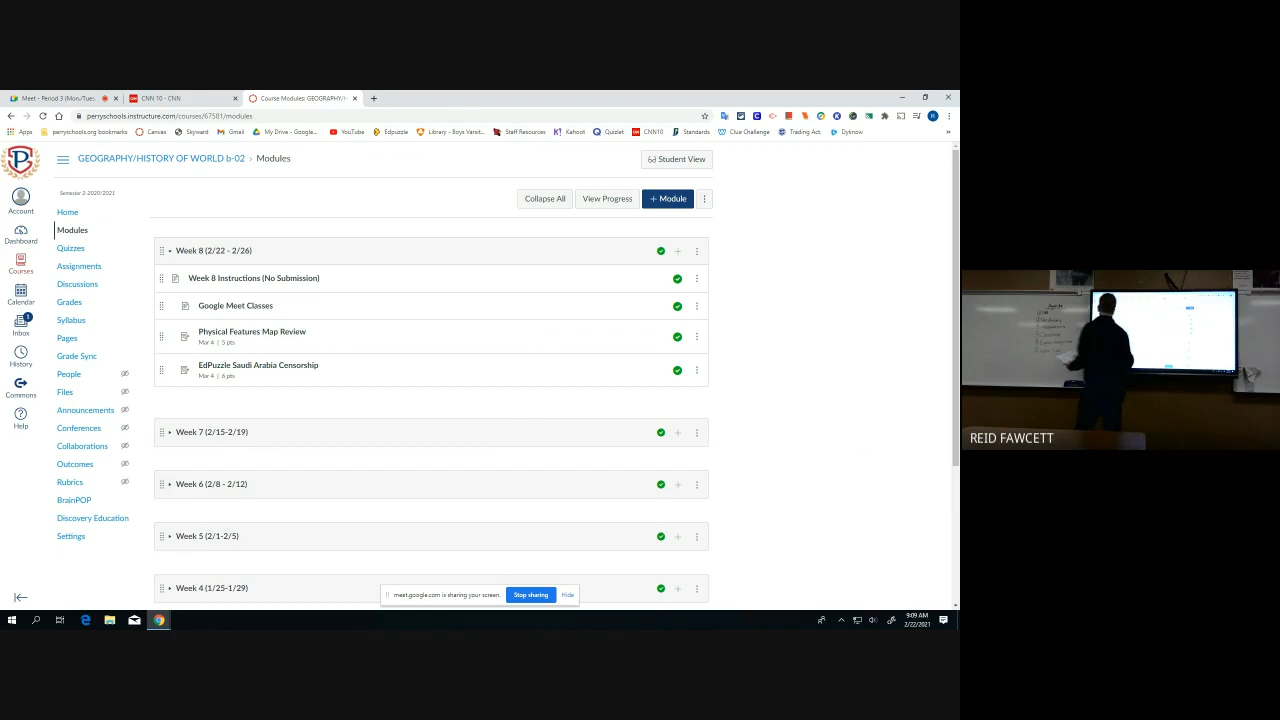 Meet - Period 3 (Mon/Tues
CNN 10 - CNN
Course Modules: GEOGRAPHY/H
perryschools.instructure.com/courses/67581/modules
Apps
perryschools.org bookmarks
Canvas
Skyward
Gmail
My Drive - Google...
YouTube
Edpuzzle
Library - Boys Varsit...
Staff Resources
Kahoot
Quizlet
CNN10
Standards
Clue Challenge
Trading Act.
Dyknow
GEOGRAPHY/HISTORY OF WORLD b-02 › Modules
Student View
Semester 2-2020/2021
Collapse All
View Progress
+ Module
Account
Dashboard
Courses
Calendar
1
Inbox
History
Commons
Help
Home
Modules
Quizzes
Assignments
Discussions
Grades
Syllabus
Pages
Grade Sync
People
Files
Announcements
Conferences
Collaborations
Outcomes
Rubrics
BrainPOP
Discovery Education
Settings
Week 8 (2/22 - 2/26)
Week 8 Instructions (No Submission)
Google Meet Classes
Physical Features Map Review
Mar 4 | 5 pts
EdPuzzle Saudi Arabia Censorship
Mar 4 | 6 pts
Week 7 (2/15-2/19)
Week 6 (2/8 - 2/12)
Week 5 (2/1-2/5)
Week 4 (1/25-1/29)
meet.google.com is sharing your screen.
Stop sharing
Hide
9:09 AM
2/22/2021
Agenda
REID FAWCETT